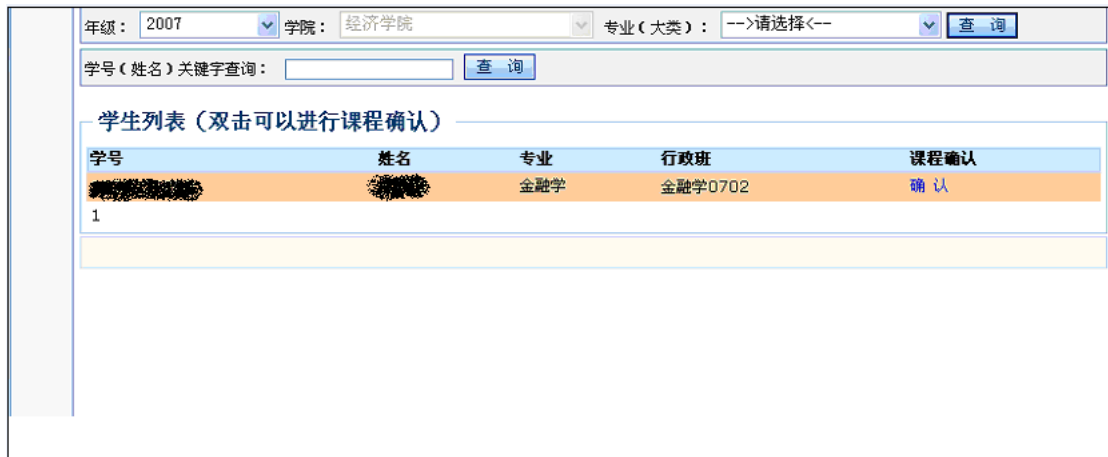 年级： 2007 学院： 经济学院 专业(大类)： -->请选择<-- 查 询
学号(姓名)关键字查询： 查 询
学生列表（双击可以进行课程确认）
学号 姓名 专业 行政班 课程确认
金融学 金融学0702 确 认
1